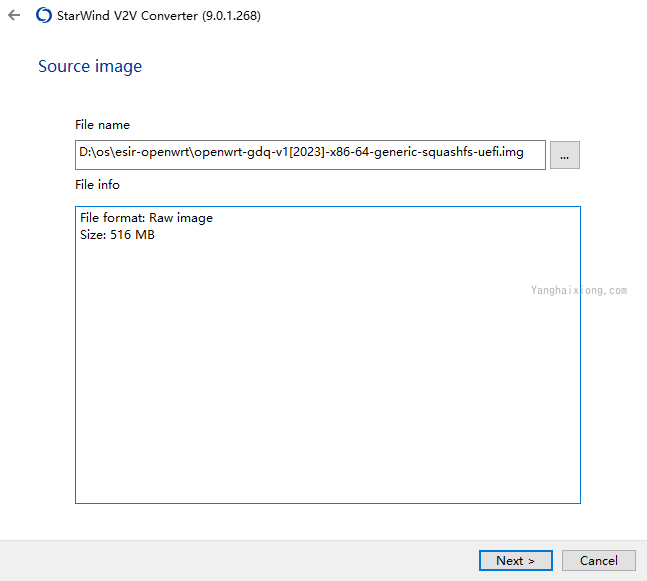 StarWind V2V Converter (9.0.1.268)
Source image
File name
D:\os\esir-openwrt\openwrt-gdq-v1[2023]-x86-64-generic-squashfs-uefi.img
...
File info
File format: Raw image
Size: 516 MB
Yanghaixiong.com
Next >
Cancel